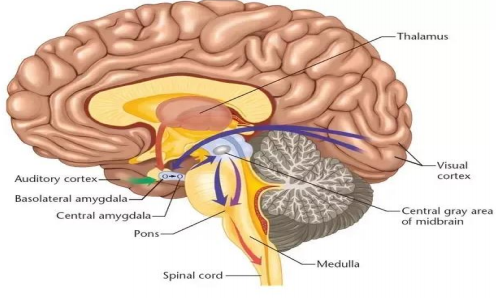 Thalamus
Visual
cortex
Auditory cortex
Basolateral amygdala
Central amygdala
Central gray area
of midbrain
Pons
Medulla
Spinal cord